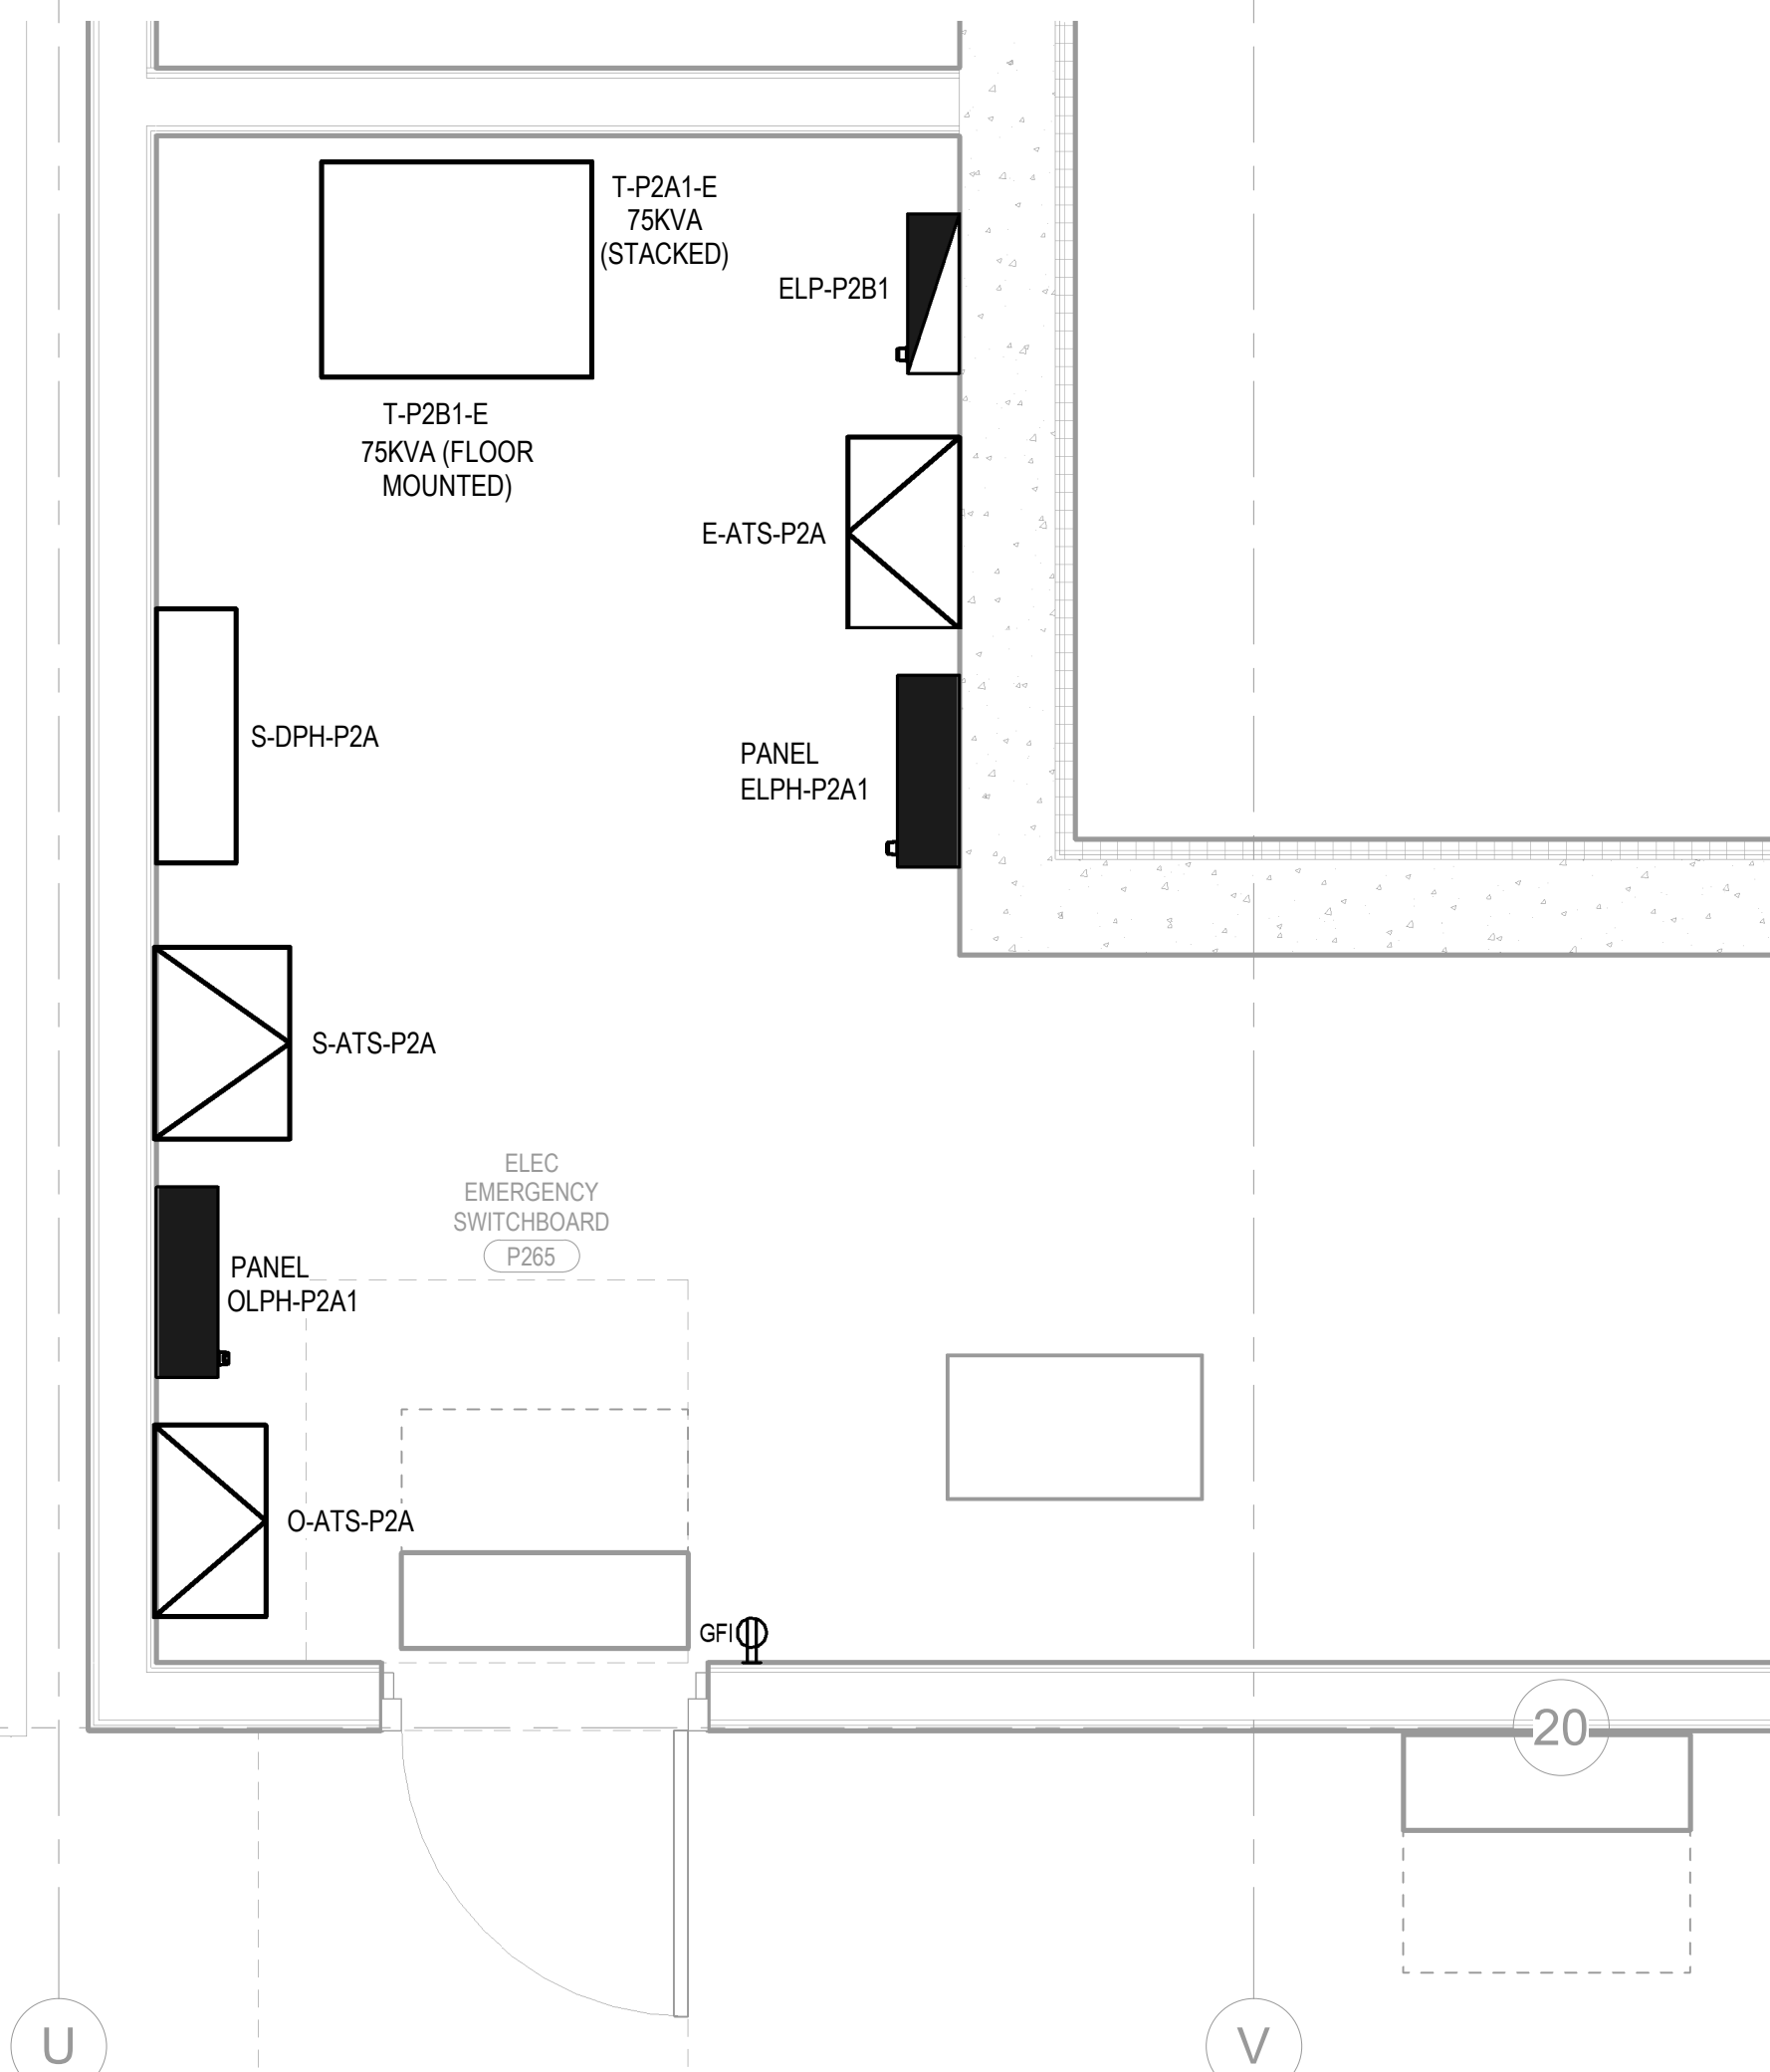 T-P2A1-E
75KVA
(STACKED)
ELP-P2B1
T-P2B1-E
75KVA (FLOOR
MOUNTED)
E-ATS-P2A
S-DPH-P2A
PANEL
ELPH-P2A1
S-ATS-P2A
ELEC
EMERGENCY
SWITCHBOARD
P265
PANEL
OLPH-P2A1
O-ATS-P2A
GFI
20
U
V